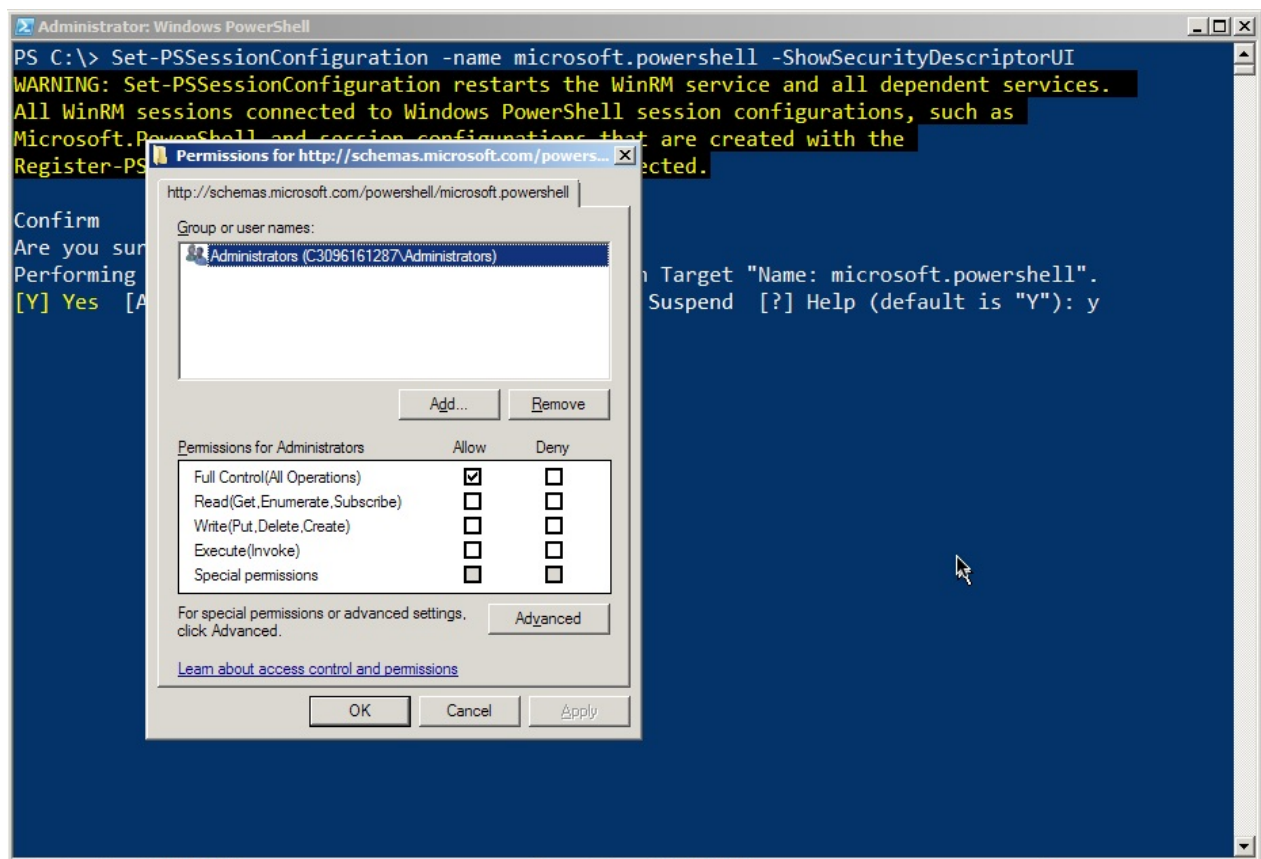 Administrator: Windows PowerShell
PS C:\> Set-PSSessionConfiguration -name microsoft.powershell -ShowSecurityDescriptorUI
WARNING: Set-PSSessionConfiguration restarts the WinRM service and all dependent services.
All WinRM sessions connected to Windows PowerShell session configurations, such as
Microsoft.PowerShell and session configurations that are created with the
Register-PS ected.
Confirm
Are you sur
Performing n Target "Name: microsoft.powershell".
[Y] Yes [A Suspend [?] Help (default is "Y"): y
Permissions for http://schemas.microsoft.com/powers...
http://schemas.microsoft.com/powershell/microsoft.powershell
Group or user names:
Administrators (C3096161287\Administrators)
Add... Remove
Permissions for Administrators Allow Deny
Full Control(All Operations)
Read(Get,Enumerate,Subscribe)
Write(Put,Delete,Create)
Execute(Invoke)
Special permissions
For special permissions or advanced settings,
click Advanced.
Advanced
Learn about access control and permissions
OK Cancel Apply